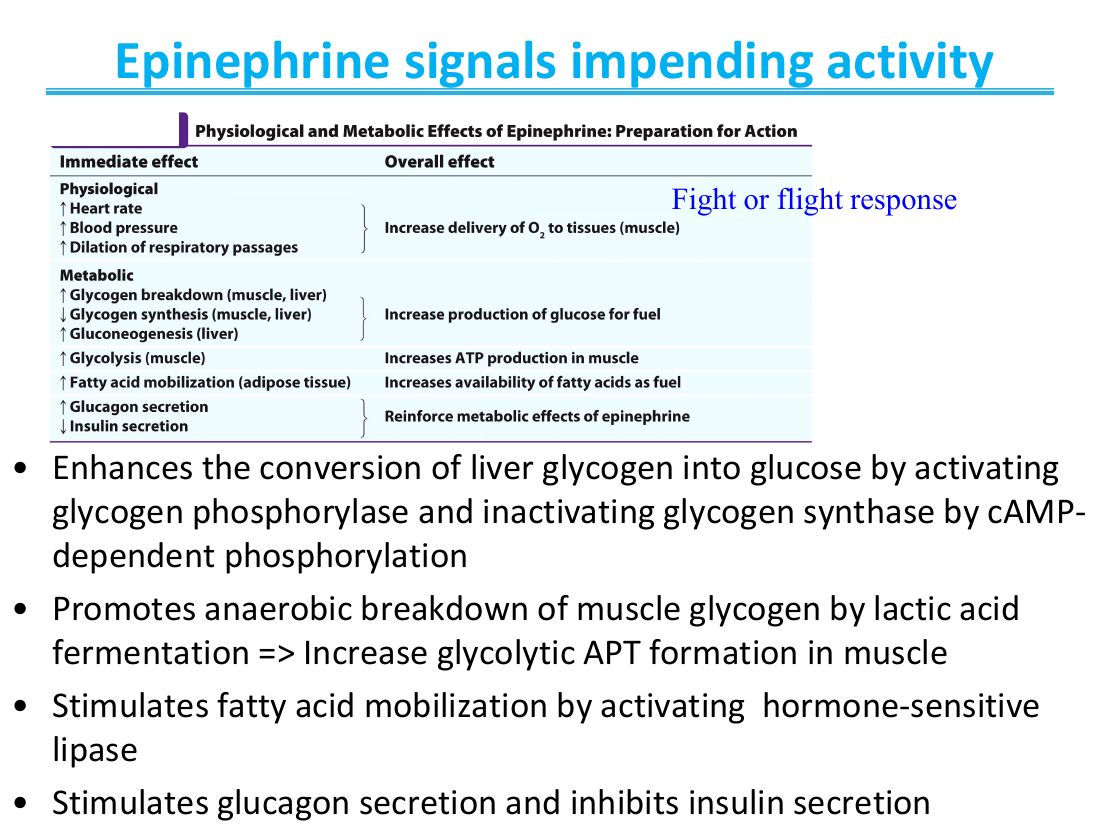 Epinephrine signals impending activity
Physiological and Metabolic Effects of Epinephrine: Preparation for Action
Immediate effect Overall effect
Physiological
Fight or flight response
↑ Heart rate
↑ Blood pressure Increase delivery of O2 to tissues (muscle)
↑ Dilation of respiratory passages
Metabolic
↑ Glycogen breakdown (muscle, liver)
↓ Glycogen synthesis (muscle, liver) Increase production of glucose for fuel
↑ Gluconeogenesis (liver)
↑ Glycolysis (muscle) Increases ATP production in muscle
↑ Fatty acid mobilization (adipose tissue) Increases availability of fatty acids as fuel
↑ Glucagon secretion
Reinforce metabolic effects of epinephrine
↓ Insulin secretion
• Enhances the conversion of liver glycogen into glucose by activating
glycogen phosphorylase and inactivating glycogen synthase by cAMP-
dependent phosphorylation
• Promotes anaerobic breakdown of muscle glycogen by lactic acid
fermentation => Increase glycolytic APT formation in muscle
• Stimulates fatty acid mobilization by activating hormone-sensitive
lipase
• Stimulates glucagon secretion and inhibits insulin secretion